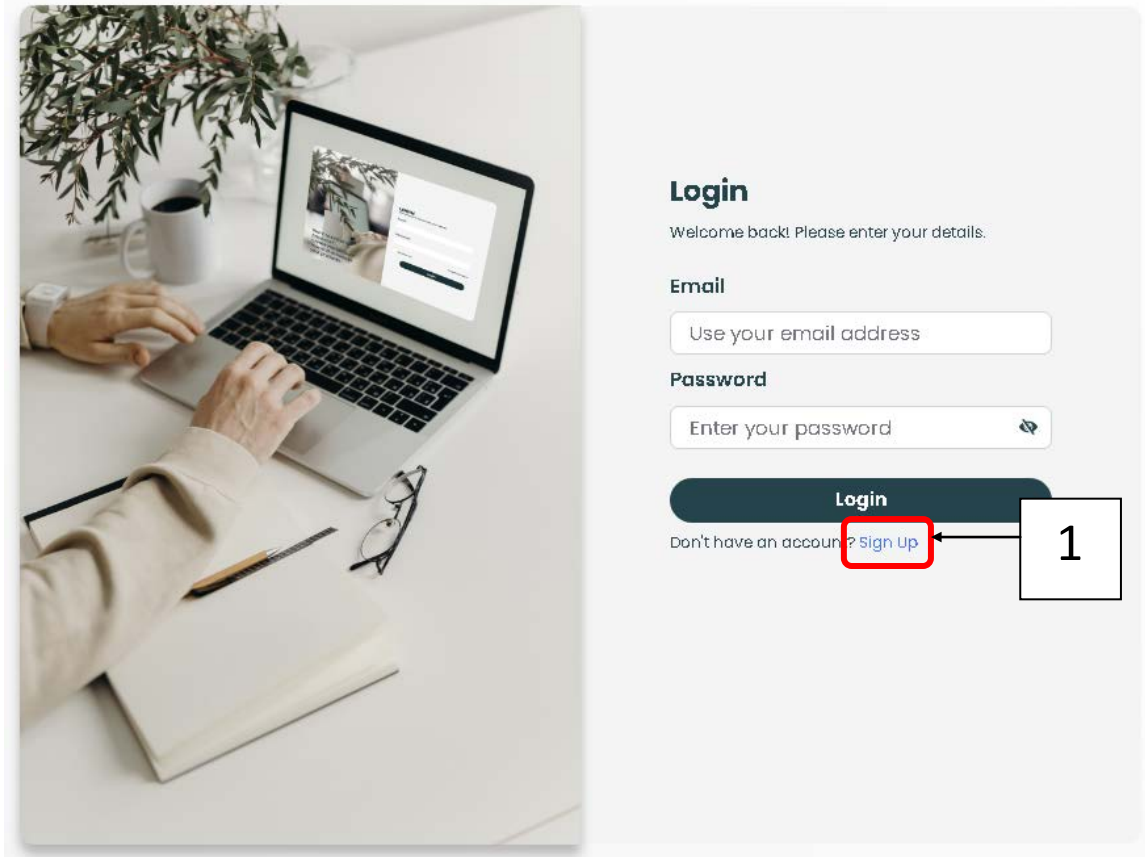 Login
Welcome back! Please enter your details.
Email
Use your email address
Password
Enter your password
Login
Don't have an account? Sign Up
1